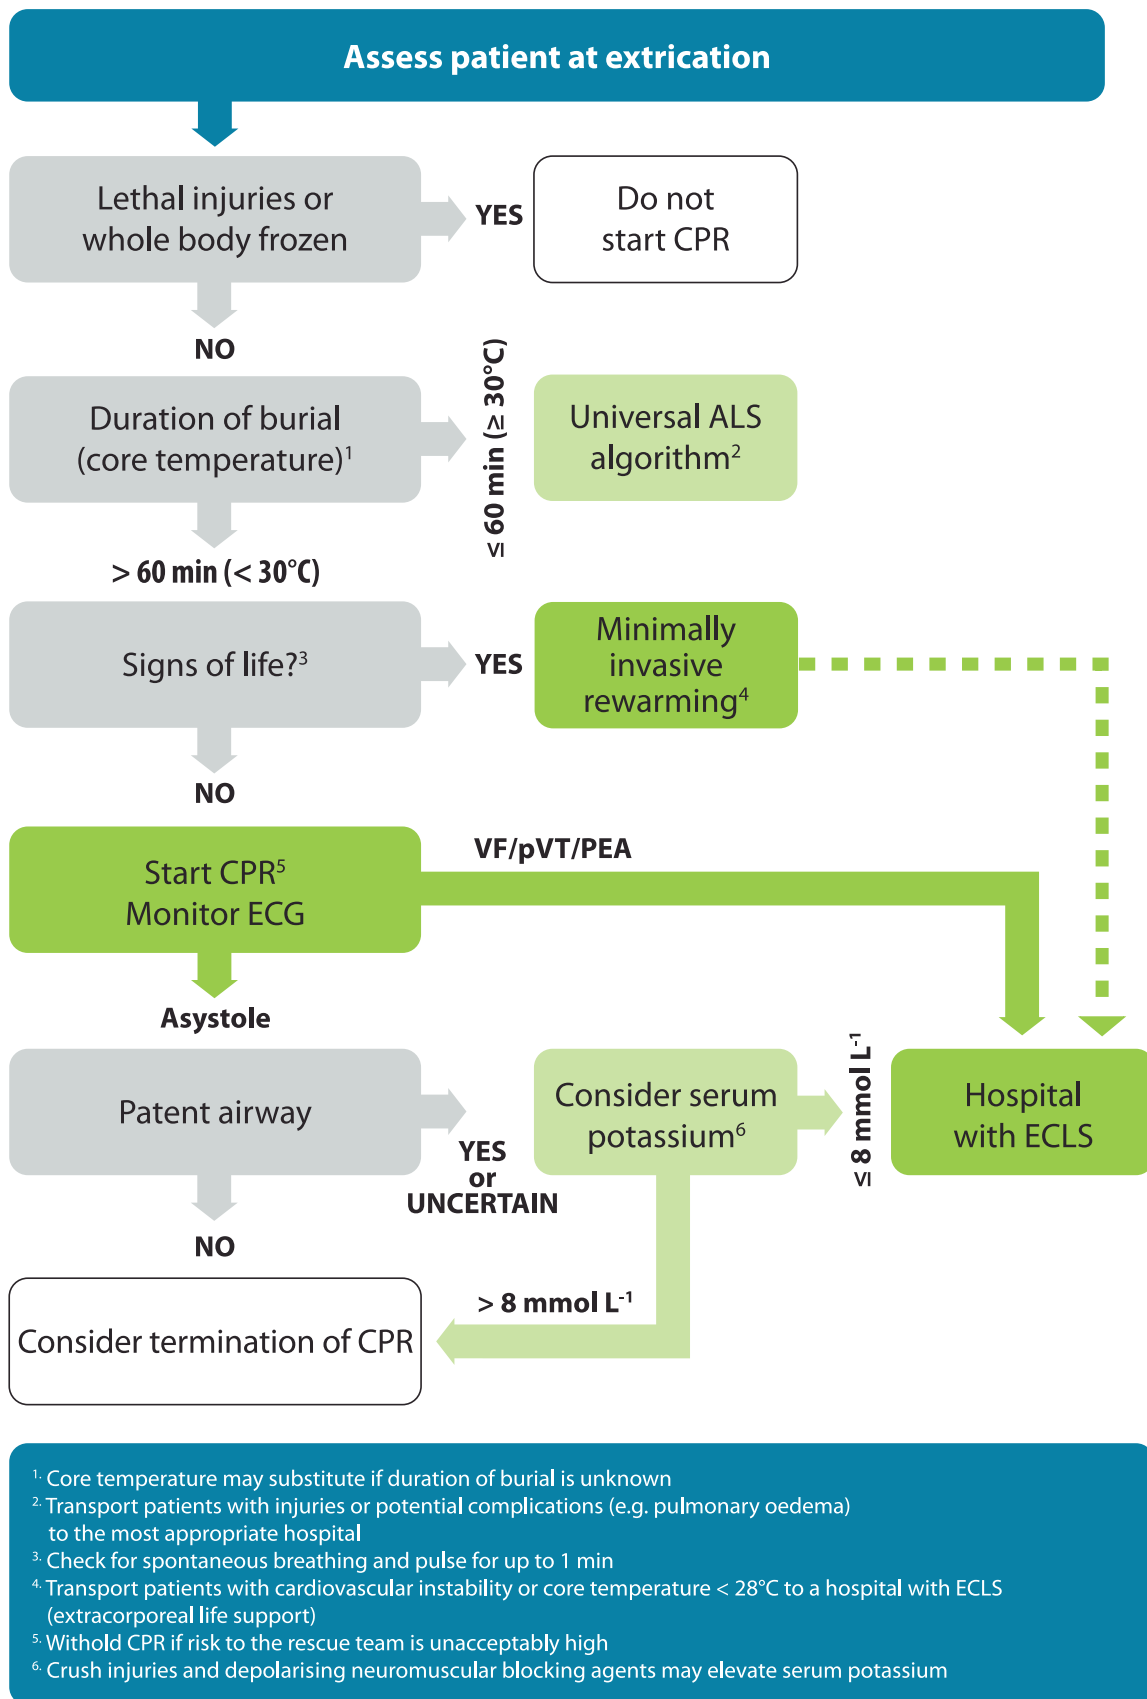 Assess patient at extrication
Lethal injuries or
whole body frozen
YES
Do not
start CPR
NO
Duration of burial
(core temperature)1
≤ 60 min (≥ 30°C)
Universal ALS
algorithm2
> 60 min (< 30°C)
Signs of life?3
YES
Minimally
invasive
rewarming4
NO
Start CPR5
Monitor ECG
VF/pVT/PEA
Asystole
Patent airway
YES
or
UNCERTAIN
Consider serum
potassium6
≤ 8 mmol L-1
Hospital
with ECLS
NO
> 8 mmol L-1
Consider termination of CPR
1. Core temperature may substitute if duration of burial is unknown
2. Transport patients with injuries or potential complications (e.g. pulmonary oedema)
to the most appropriate hospital
3. Check for spontaneous breathing and pulse for up to 1 min
4. Transport patients with cardiovascular instability or core temperature < 28°C to a hospital with ECLS
(extracorporeal life support)
5. Withold CPR if risk to the rescue team is unacceptably high
6. Crush injuries and depolarising neuromuscular blocking agents may elevate serum potassium